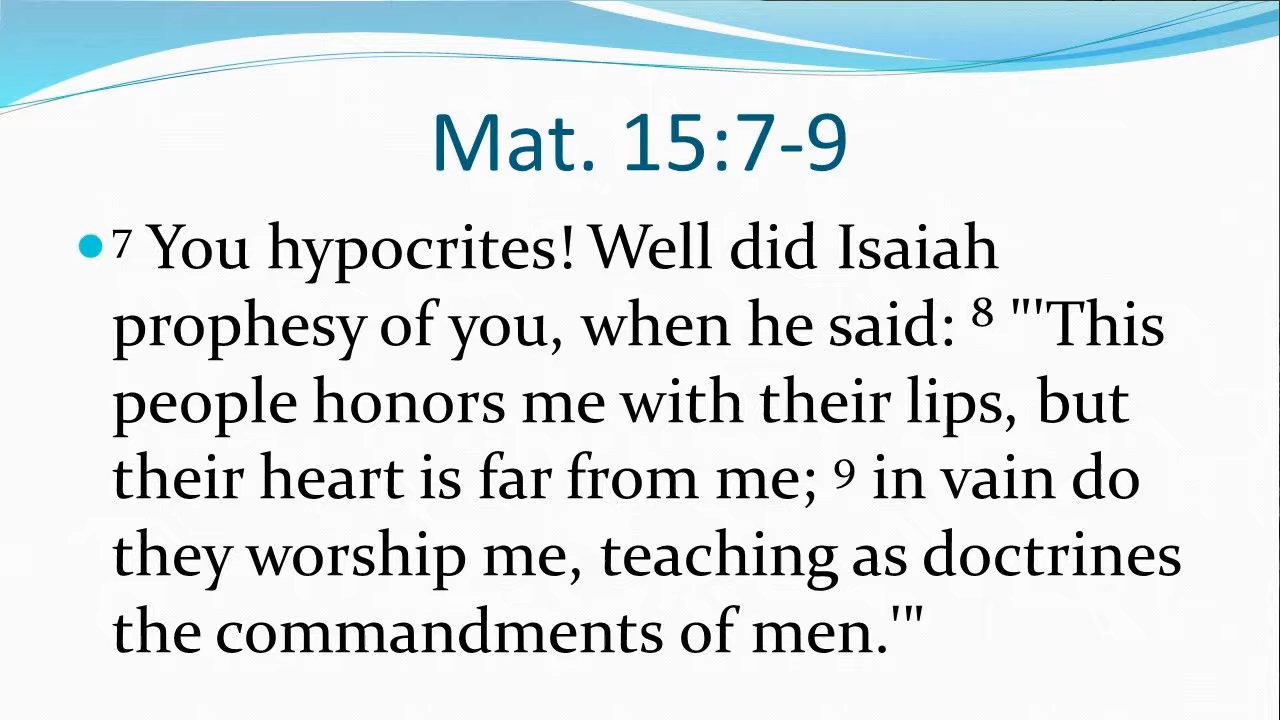 Mat. 15:7-9
• 7 You hypocrites! Well did Isaiah
prophesy of you, when he said: 8 "'This
people honors me with their lips, but
their heart is far from me; 9 in vain do
they worship me, teaching as doctrines
the commandments of men.'"